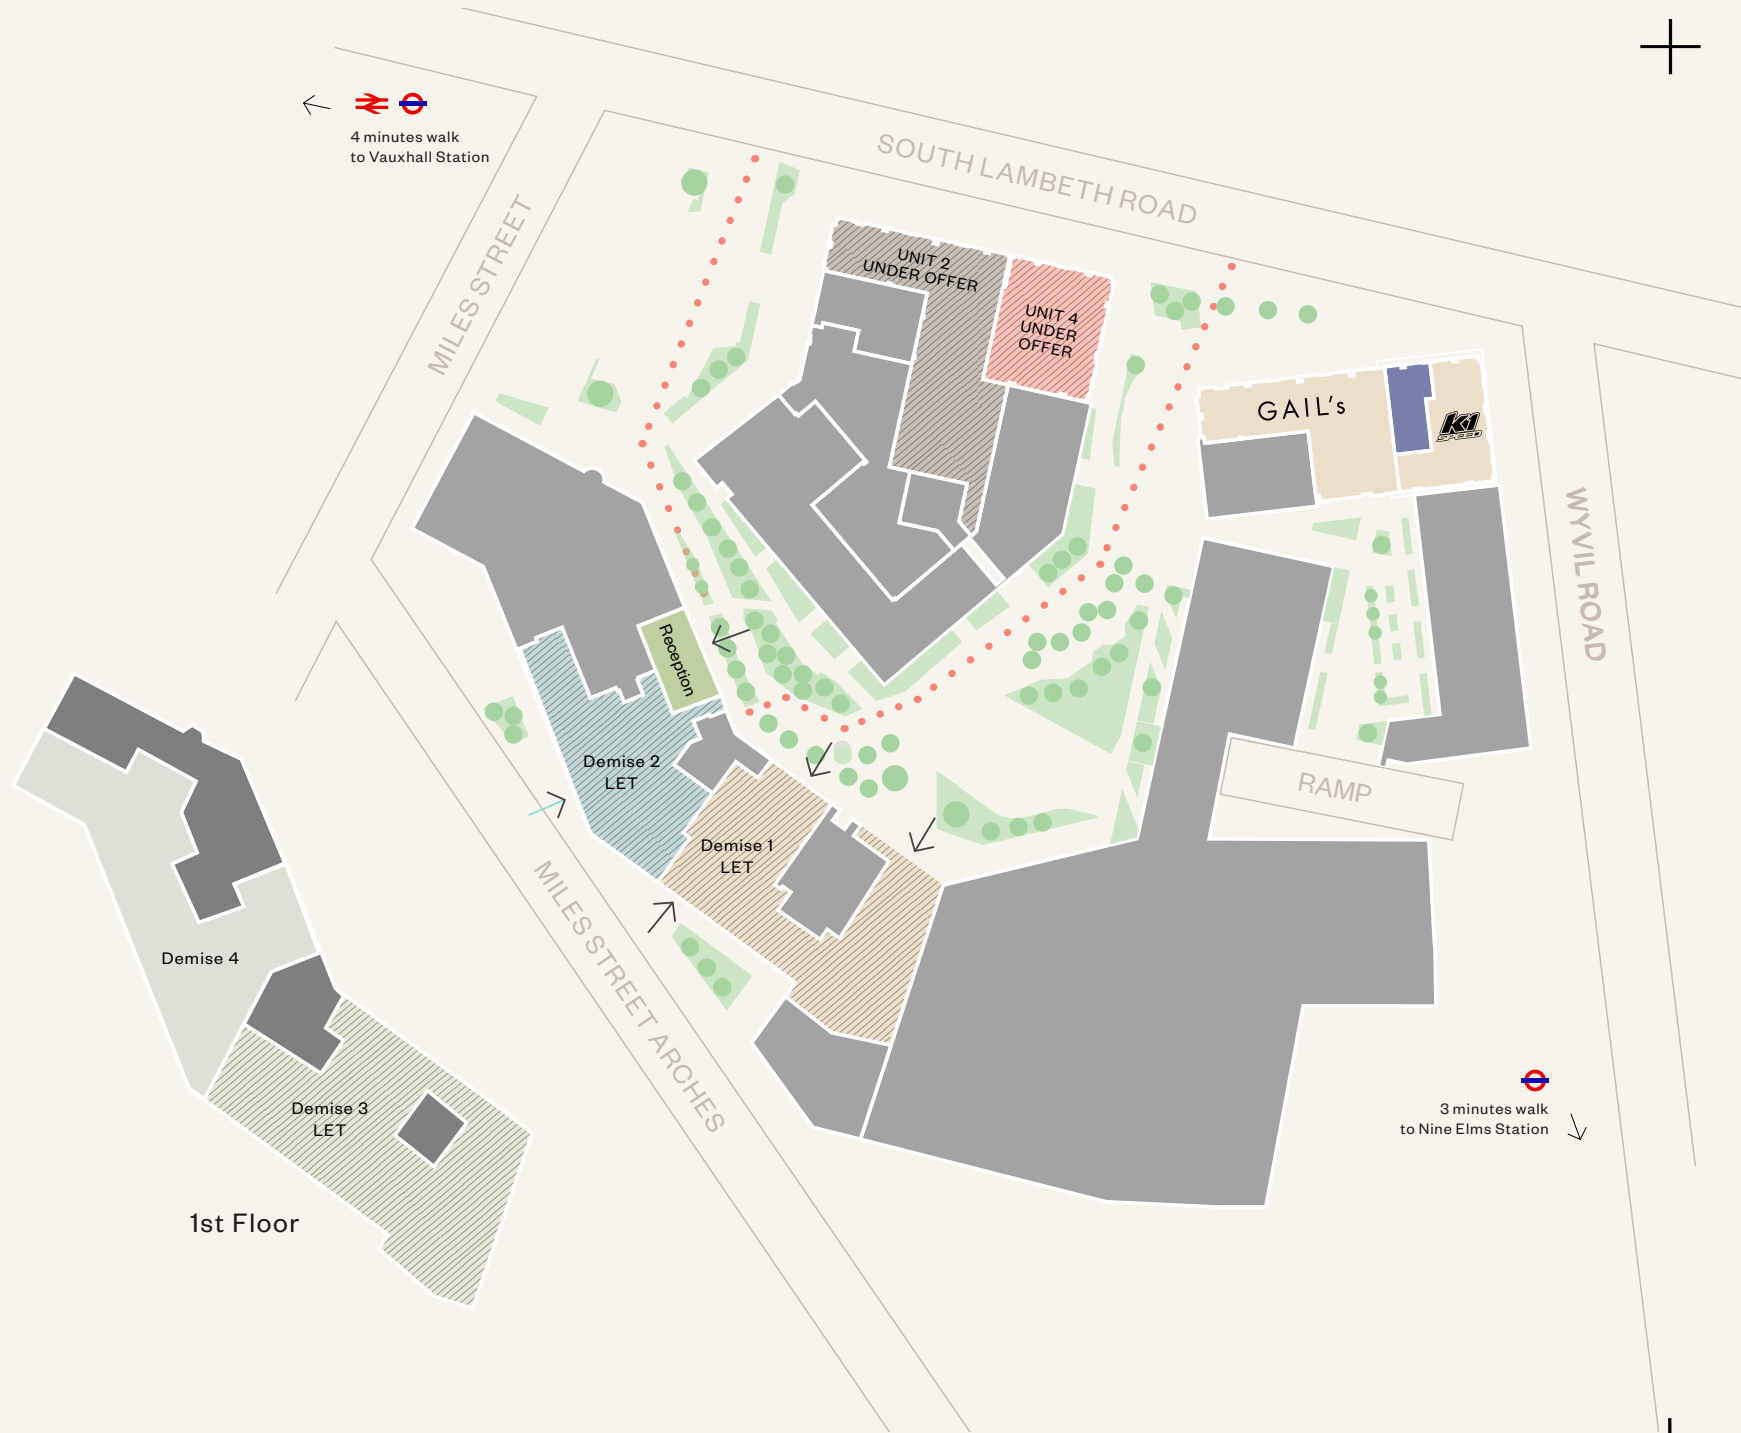 4 minutes walk
to Vauxhall Station
SOUTH LAMBETH ROAD
MILES STREET
UNIT 2
UNDER OFFER
UNIT 4
UNDER
OFFER
GAIL's
K1
SPEED
WYVIL ROAD
Reception
Demise 2
LET
RAMP
Demise 1
LET
MILES STREET ARCHES
Demise 4
Demise 3
LET
1st Floor
3 minutes walk
to Nine Elms Station